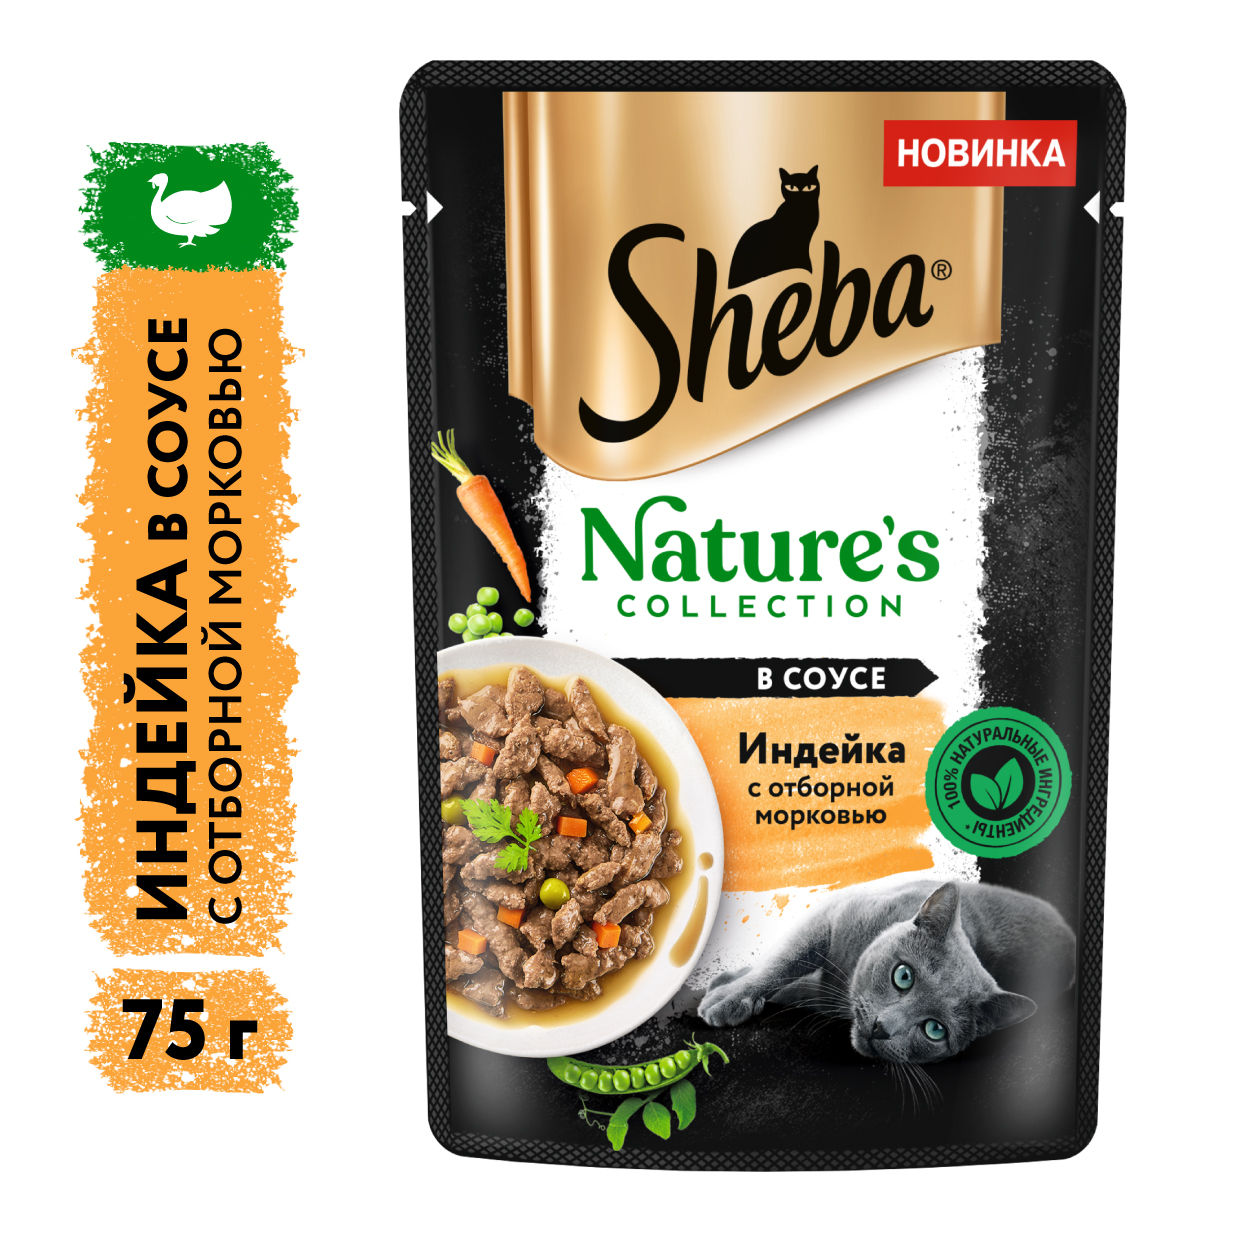 ИНДЕЙКА В СОУСЕ
С ОТБОРНОЙ МОРКОВЬЮ
75 г
НОВИНКА
Sheba®
Nature's
COLLECTION
В СОУСЕ
Индейка
с отборной
морковью
100% НАТУРАЛЬНЫЕ ИНГРЕДИЕНТЫ*